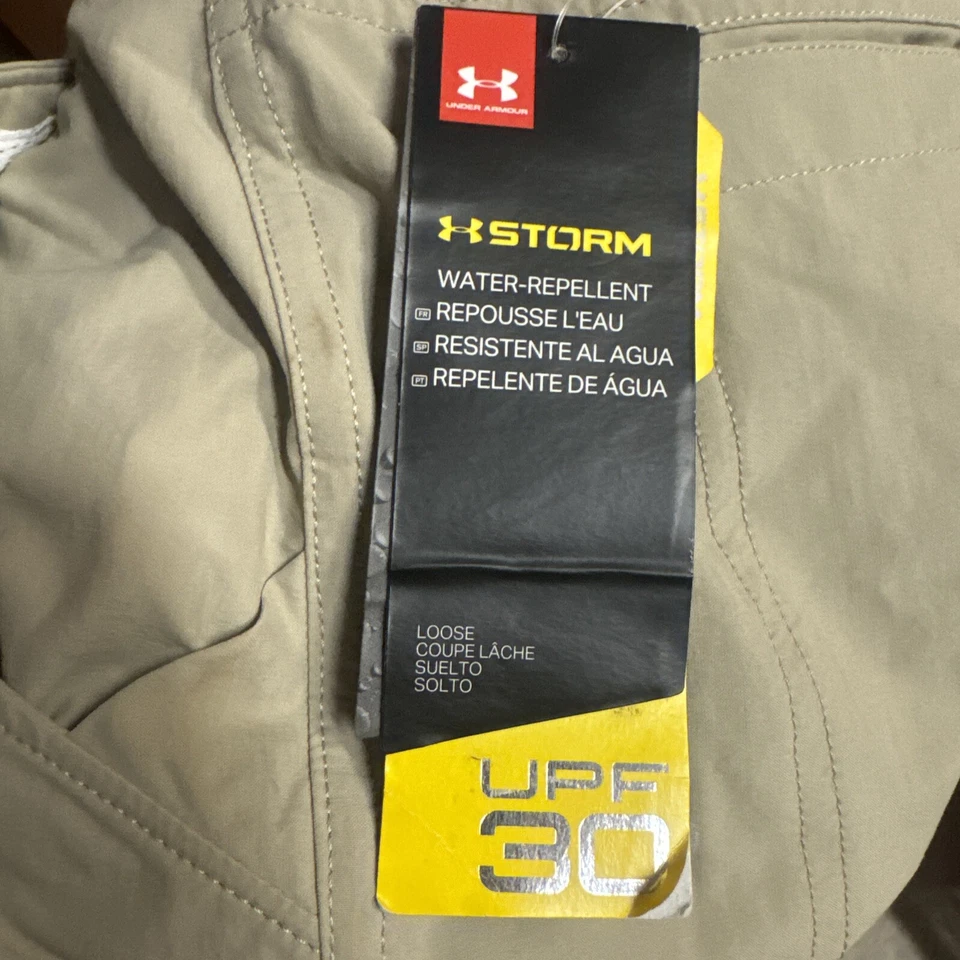 UNDER ARMOUR
STORM
WATER-REPELLENT
FR REPOUSSE L'EAU
SP RESISTENTE AL AGUA
PT REPELENTE DE ÁGUA
LOOSE
COUPE LÂCHE
SUELTO
SOLTO
UPF
30